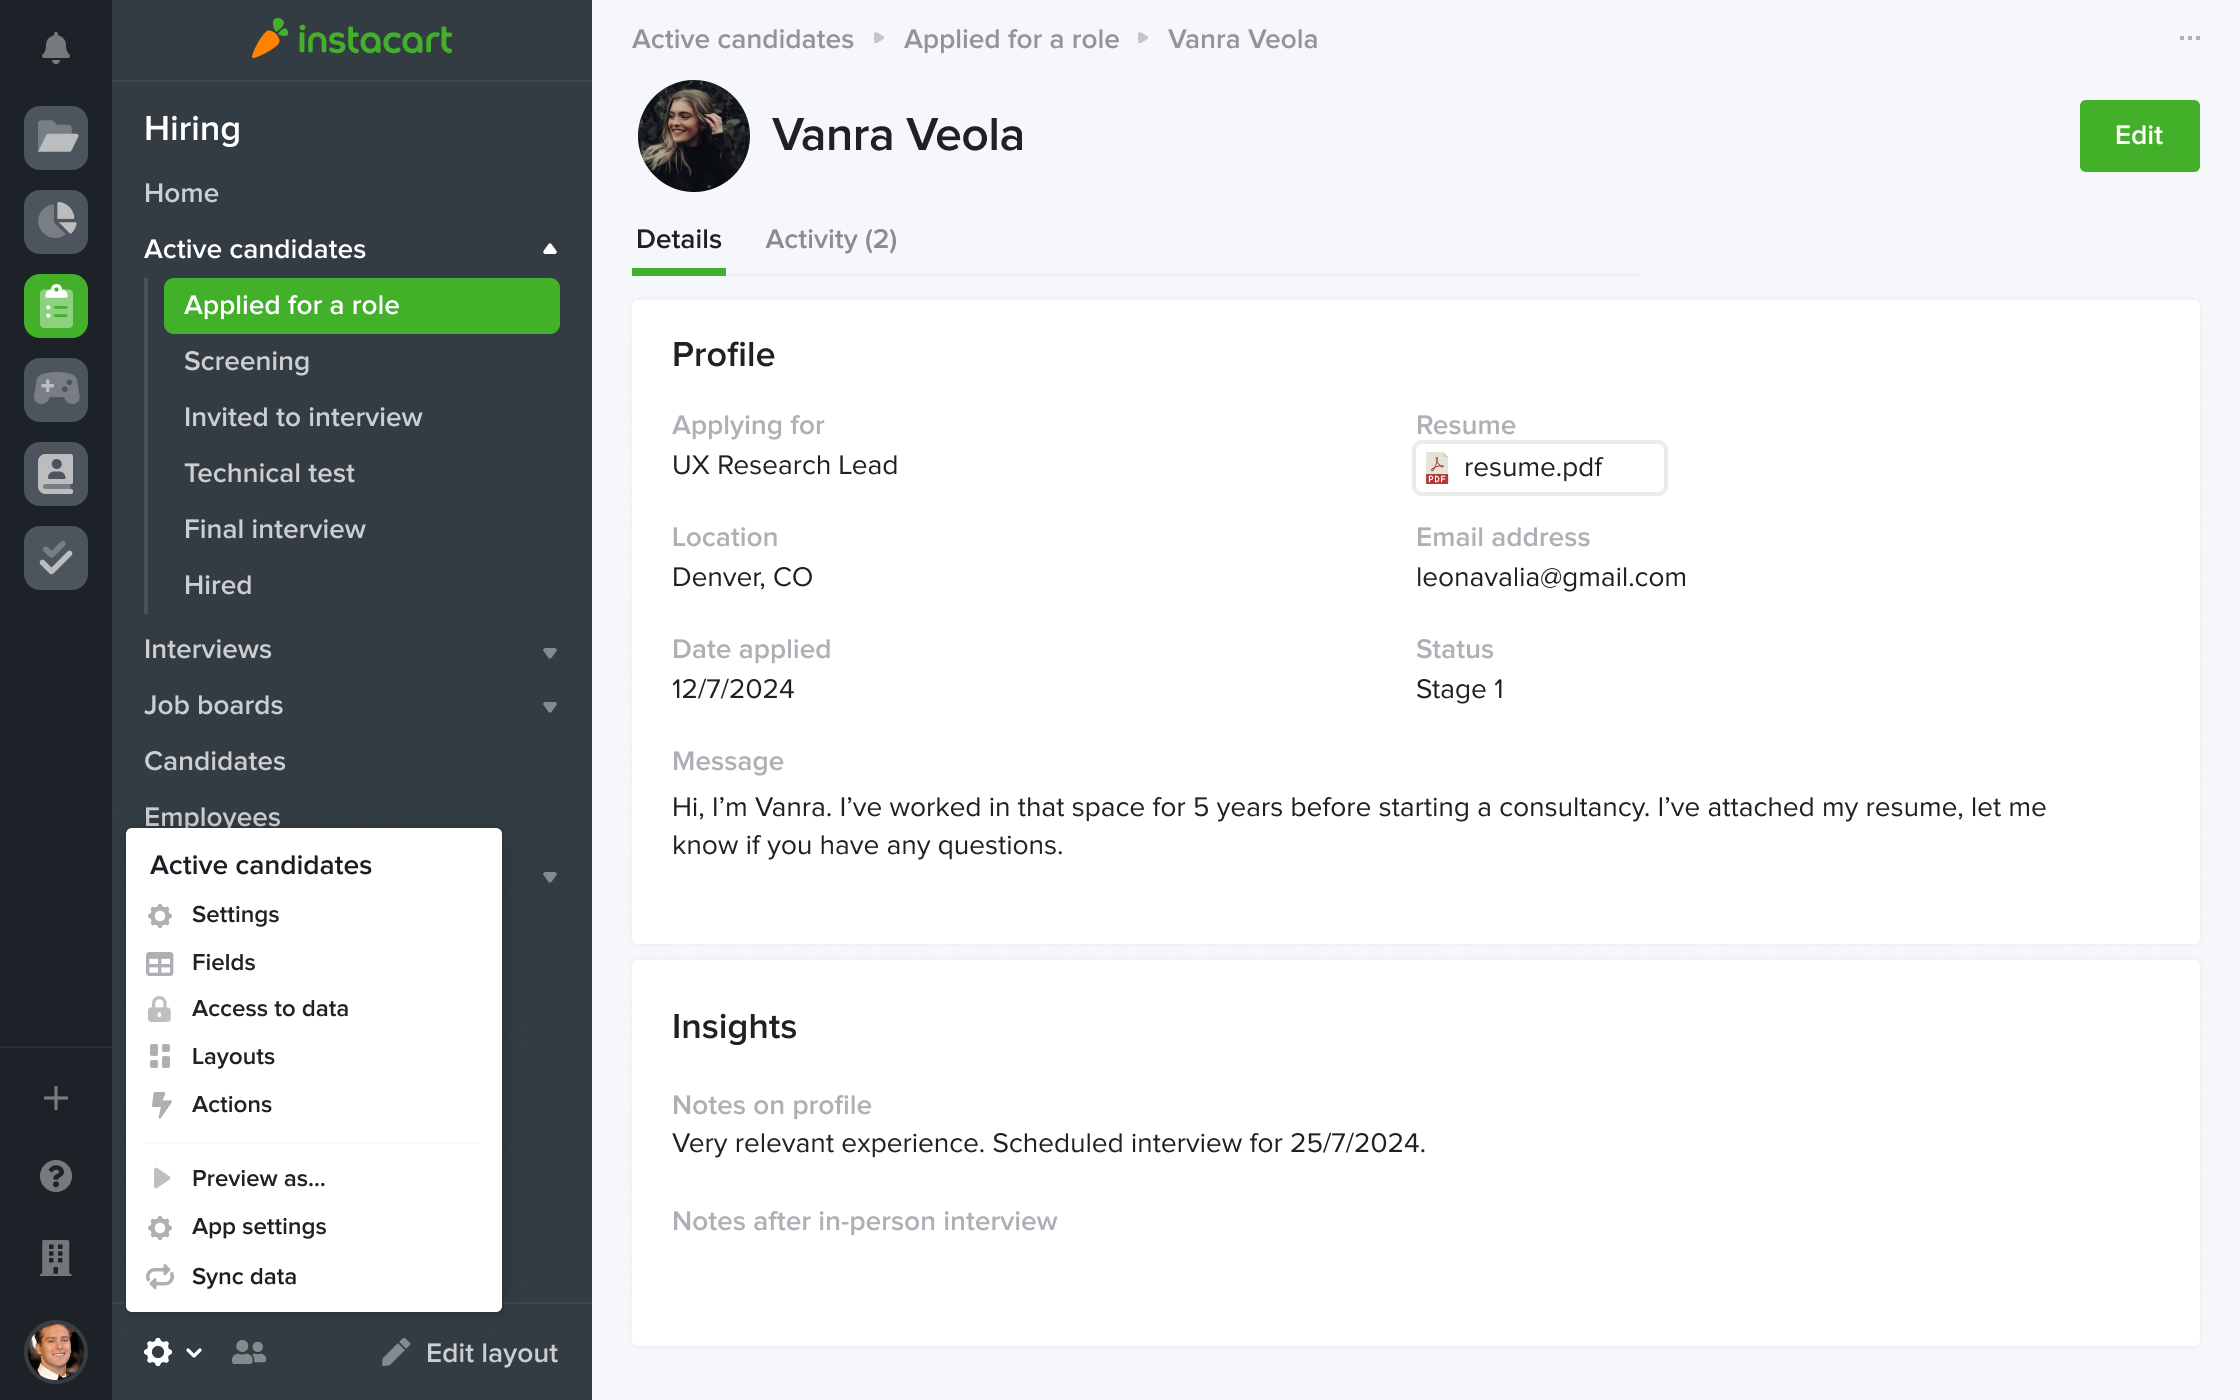 instacart
Hiring
Home
Active candidates
Applied for a role
Screening
Invited to interview
Technical test
Final interview
Hired
Interviews
Job boards
Candidates
Employees
Active candidates
Settings
Fields
Access to data
Layouts
Actions
Preview as...
App settings
Sync data
Edit layout
Active candidates
Applied for a role
Vanra Veola
Vanra Veola
Edit
Details
Activity (2)
Profile
Applying for
UX Research Lead
Resume
PDF
resume.pdf
Location
Denver, CO
Email address
leonavalia@gmail.com
Date applied
12/7/2024
Status
Stage 1
Message
Hi, I’m Vanra. I’ve worked in that space for 5 years before starting a consultancy. I’ve attached my resume, let me
know if you have any questions.
Insights
Notes on profile
Very relevant experience. Scheduled interview for 25/7/2024.
Notes after in-person interview